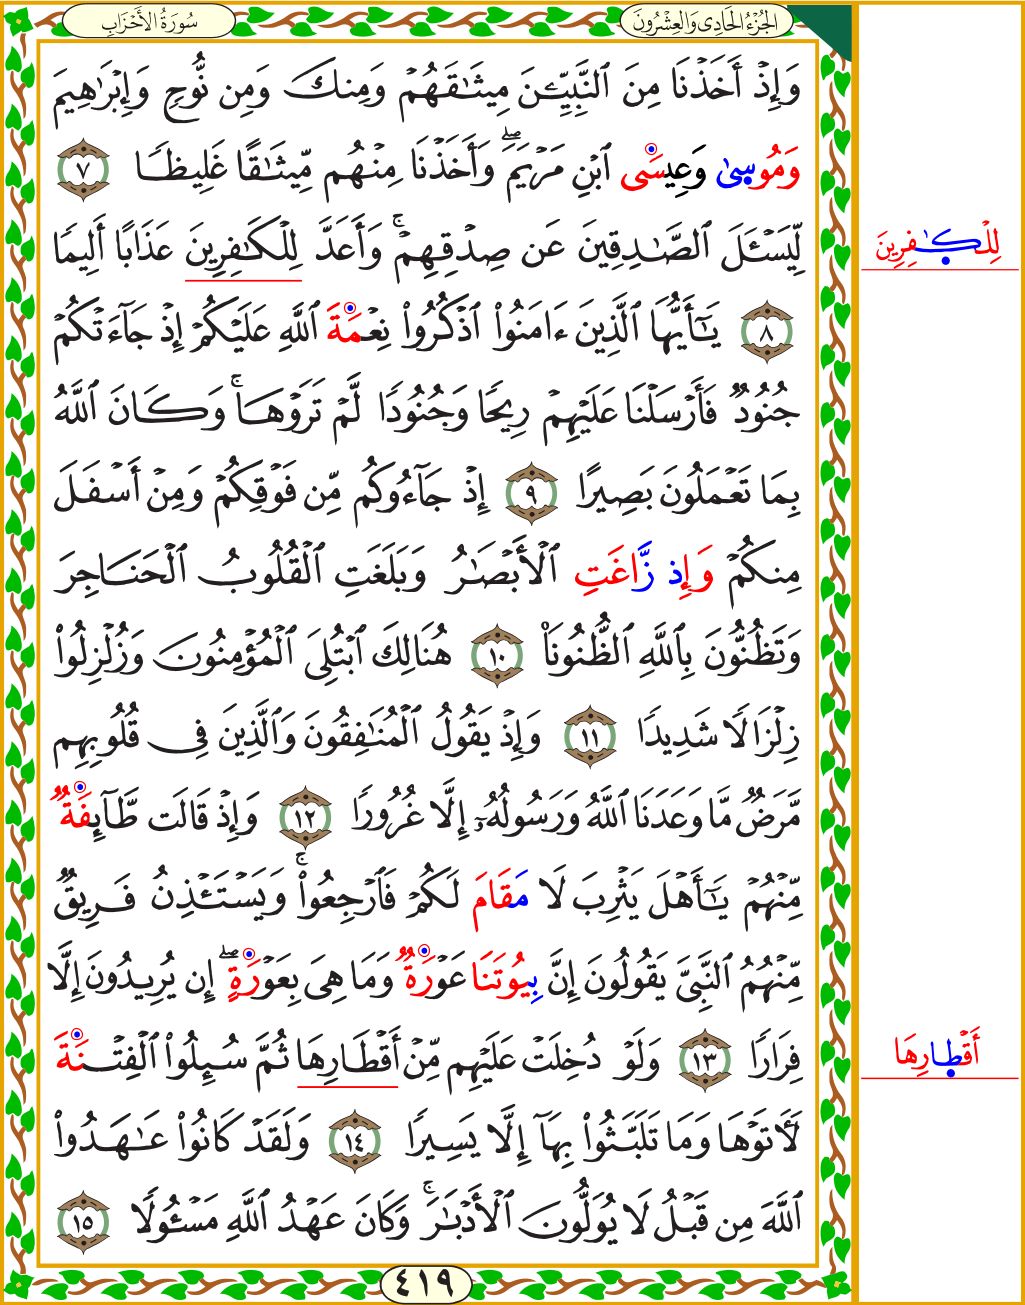 الجُزْءُ الحَادِى وَالعِشْرُونَ
سُورَةُ الأَحْزَابِ
وَإِذْ أَخَذْنَا مِنَ ٱلنَّبِيِّـۧنَ مِيثَـٰقَهُمْ وَمِنكَ وَمِن نُّوحٍ وَإِبْرَٰهِيمَ
وَمُوسِىٰ وَعِيسَى ٱبْنِ مَرْيَمَۖ وَأَخَذْنَا مِنْهُم مِّيثَـٰقًا غَلِيظًا ٧
لِّيَسْـَٔلَ ٱلصَّـٰدِقِينَ عَن صِدْقِهِمْۚ وَأَعَدَّ لِلْكَـٰفِرِينَ عَذَابًا أَلِيمًا
لِلْكَـٰفِرِينَ
٨ يَـٰٓأَيُّهَا ٱلَّذِينَ ءَامَنُوا۟ ٱذْكُرُوا۟ نِعْمَةَ ٱللَّهِ عَلَيْكُمْ إِذْ جَآءَتْكُمْ
جُنُودٌ فَأَرْسَلْنَا عَلَيْهِمْ رِيحًا وَجُنُودًا لَّمْ تَرَوْهَاۚ وَكَانَ ٱللَّهُ
بِمَا تَعْمَلُونَ بَصِيرًا ٩ إِذْ جَآءُوكُم مِّن فَوْقِكُمْ وَمِنْ أَسْفَلَ
مِنكُمْ وَإِذ زَّاغَتِ ٱلْأَبْصَـٰرُ وَبَلَغَتِ ٱلْقُلُوبُ ٱلْحَنَاجِرَ
وَتَظُنُّونَ بِٱللَّهِ ٱلظُّنُونَا۠ ١٠ هُنَالِكَ ٱبْتُلِىَ ٱلْمُؤْمِنُونَ وَزُلْزِلُوا۟
زِلْزَالًا شَدِيدًا ١١ وَإِذْ يَقُولُ ٱلْمُنَـٰفِقُونَ وَٱلَّذِينَ فِى قُلُوبِهِم
مَّرَضٌ مَّا وَعَدَنَا ٱللَّهُ وَرَسُولُهُۥٓ إِلَّا غُرُورًا ١٢ وَإِذْ قَالَت طَّآئِفَةٌ
مِّنْهُمْ يَـٰٓأَهْلَ يَثْرِبَ لَا مَقَامَ لَكُمْ فَٱرْجِعُوا۟ۚ وَيَسْتَـْٔذِنُ فَرِيقٌ
مِّنْهُمُ ٱلنَّبِىَّ يَقُولُونَ إِنَّ بِيُوتَنَا عَوْرَةٌ وَمَا هِىَ بِعَوْرَةٍۖ إِن يُرِيدُونَ إِلَّا
فِرَارًا ١٣ وَلَوْ دُخِلَتْ عَلَيْهِم مِّنْ أَقْطَارِهَا ثُمَّ سُئِلُوا۟ ٱلْفِتْنَةَ
أَقْطِارِهَا
لَـَٔاتَوْهَا وَمَا تَلَبَّثُوا۟ بِهَآ إِلَّا يَسِيرًا ١٤ وَلَقَدْ كَانُوا۟ عَـٰهَدُوا۟
ٱللَّهَ مِن قَبْلُ لَا يُوَلُّونَ ٱلْأَدْبَـٰرَۚ وَكَانَ عَهْدُ ٱللَّهِ مَسْـُٔولًا ١٥
٤١٩